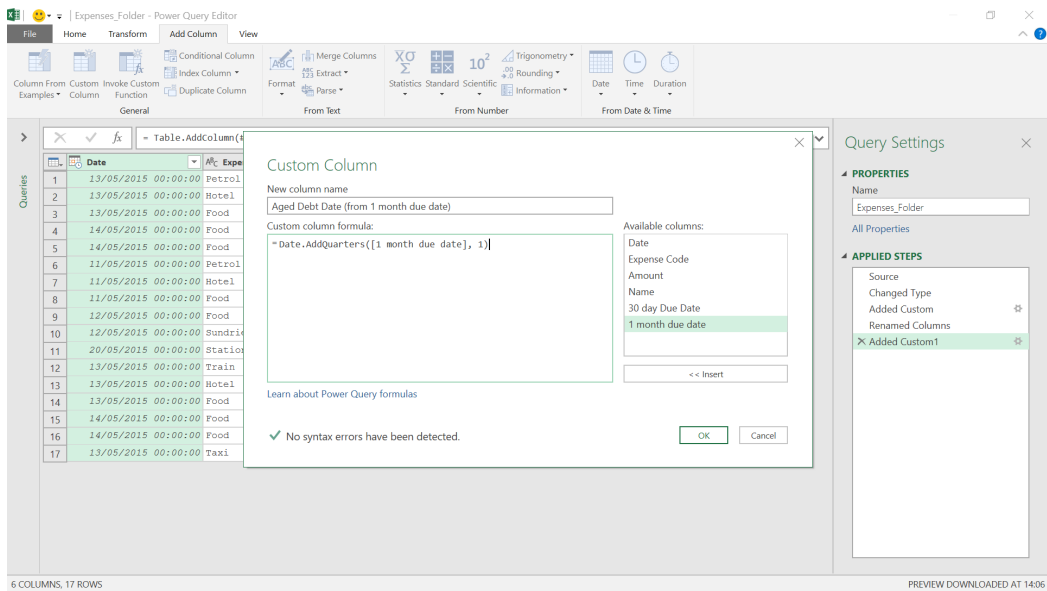 Expenses_Folder - Power Query Editor
File Home Transform Add Column View
Column From Examples
Custom Column
Invoke Custom Function
Conditional Column
Index Column
Duplicate Column
General
Format
Merge Columns
Extract
Parse
From Text
Statistics
Standard
Scientific
Trigonometry
Rounding
Information
From Number
Date
Time
Duration
From Date & Time
Queries
fx = Table.AddColumn(#
Date Expe
1 13/05/2015 00:00:00 Petrol
2 13/05/2015 00:00:00 Hotel
3 13/05/2015 00:00:00 Food
4 14/05/2015 00:00:00 Food
5 14/05/2015 00:00:00 Food
6 11/05/2015 00:00:00 Petrol
7 11/05/2015 00:00:00 Hotel
8 11/05/2015 00:00:00 Food
9 12/05/2015 00:00:00 Food
10 12/05/2015 00:00:00 Sundrie
11 20/05/2015 00:00:00 Station
12 13/05/2015 00:00:00 Train
13 13/05/2015 00:00:00 Hotel
14 13/05/2015 00:00:00 Food
15 14/05/2015 00:00:00 Food
16 14/05/2015 00:00:00 Food
17 13/05/2015 00:00:00 Taxi
Custom Column
New column name
Aged Debt Date (from 1 month due date)
Custom column formula:
=Date.AddQuarters([1 month due date], 1)
Available columns:
Date
Expense Code
Amount
Name
30 day Due Date
1 month due date
<< Insert
Learn about Power Query formulas
No syntax errors have been detected.
OK Cancel
Query Settings
PROPERTIES
Name
Expenses_Folder
All Properties
APPLIED STEPS
Source
Changed Type
Added Custom
Renamed Columns
Added Custom1
6 COLUMNS, 17 ROWS
PREVIEW DOWNLOADED AT 14:06